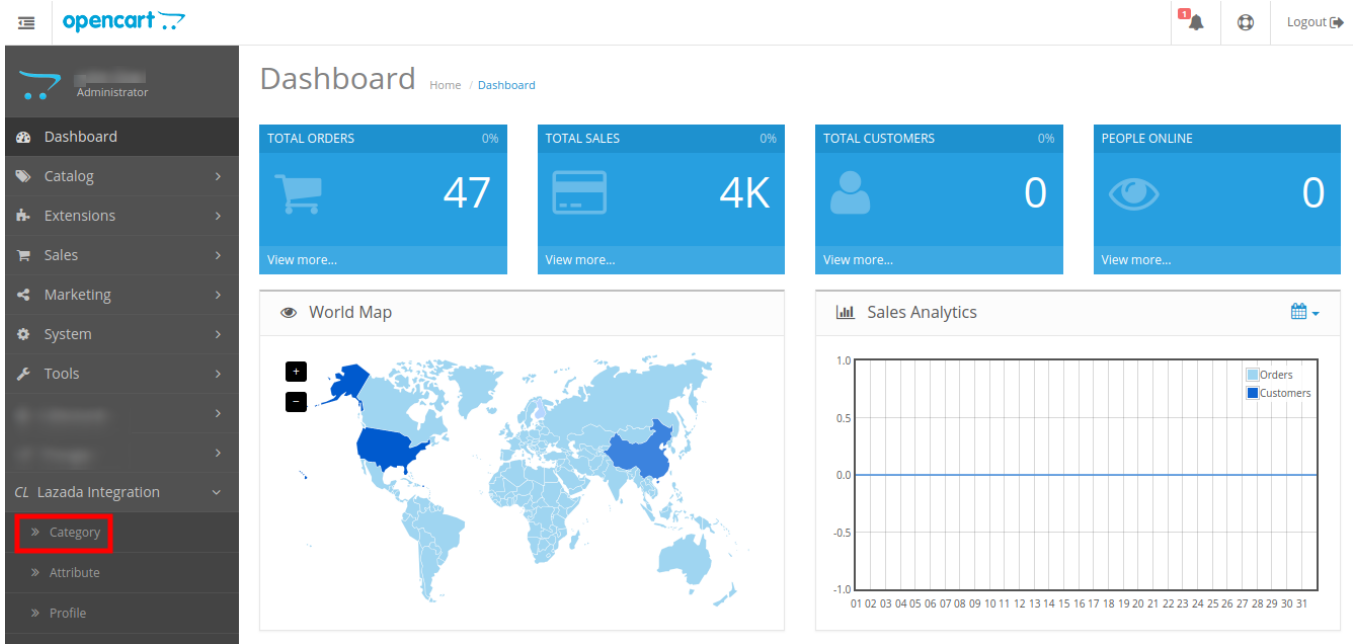 opencart
1
Logout
Administrator
Dashboard
Catalog
Extensions
Sales
Marketing
System
Tools
CL Lazada Integration
» Category
» Attribute
» Profile
Dashboard Home / Dashboard
TOTAL ORDERS 0%
47
View more...
TOTAL SALES 0%
4K
View more...
TOTAL CUSTOMERS 0%
0
View more...
PEOPLE ONLINE
0
View more...
World Map
+
-
Sales Analytics
1.0
0.5
0.0
-0.5
-1.0
Orders
Customers
01 02 03 04 05 06 07 08 09 10 11 12 13 14 15 16 17 18 19 20 21 22 23 24 25 26 27 28 29 30 31